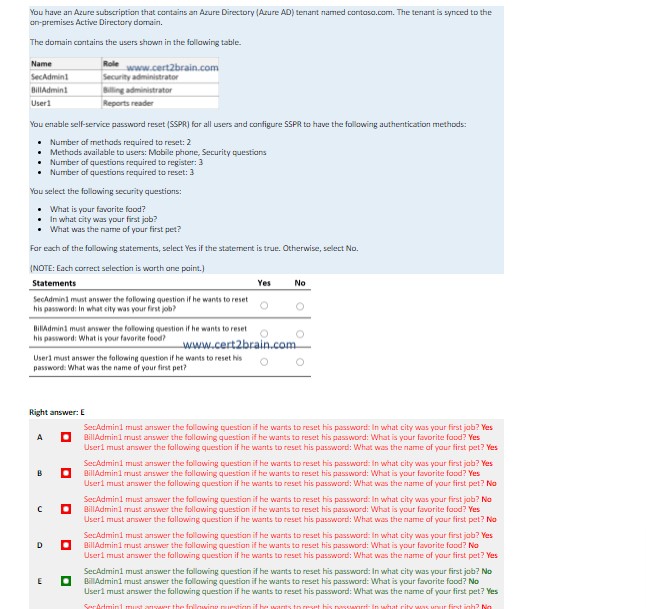 You have an Azure subscription that contains an Azure Directory (Azure AD) tenant named contoso.com. The tenant is synced to the
on-premises Active Directory domain.
The domain contains the users shown in the following table.
Name Role
www.cert2brain.com
SecAdmin1 Security administrator
BillAdmin1 Billing administrator
User1 Reports reader
You enable self-service password reset (SSPR) for all users and configure SSPR to have the following authentication methods:
• Number of methods required to reset: 2
• Methods available to users: Mobile phone, Security questions
• Number of questions required to register: 3
• Number of questions required to reset: 3
You select the following security questions:
• What is your favorite food?
• In what city was your first job?
• What was the name of your first pet?
For each of the following statements, select Yes if the statement is true. Otherwise, select No.
(NOTE: Each correct selection is worth one point.)
Statements Yes No
SecAdmin1 must answer the following question if he wants to reset
his password: In what city was your first job?
BillAdmin1 must answer the following question if he wants to reset
his password: What is your favorite food?
www.cert2brain.com
User1 must answer the following question if he wants to reset his
password: What was the name of your first pet?
Right answer: E
SecAdmin1 must answer the following question if he wants to reset his password: In what city was your first job? Yes
A BillAdmin1 must answer the following question if he wants to reset his password: What is your favorite food? Yes
User1 must answer the following question if he wants to reset his password: What was the name of your first pet? Yes
SecAdmin1 must answer the following question if he wants to reset his password: In what city was your first job? Yes
B BillAdmin1 must answer the following question if he wants to reset his password: What is your favorite food? Yes
User1 must answer the following question if he wants to reset his password: What was the name of your first pet? No
SecAdmin1 must answer the following question if he wants to reset his password: In what city was your first job? No
C BillAdmin1 must answer the following question if he wants to reset his password: What is your favorite food? Yes
User1 must answer the following question if he wants to reset his password: What was the name of your first pet? No
SecAdmin1 must answer the following question if he wants to reset his password: In what city was your first job? Yes
D BillAdmin1 must answer the following question if he wants to reset his password: What is your favorite food? No
User1 must answer the following question if he wants to reset his password: What was the name of your first pet? Yes
SecAdmin1 must answer the following question if he wants to reset his password: In what city was your first job? No
E BillAdmin1 must answer the following question if he wants to reset his password: What is your favorite food? No
User1 must answer the following question if he wants to reset his password: What was the name of your first pet? Yes
SecAdmin1 must answer the following question if he wants to reset his password: In what city was your first job? No